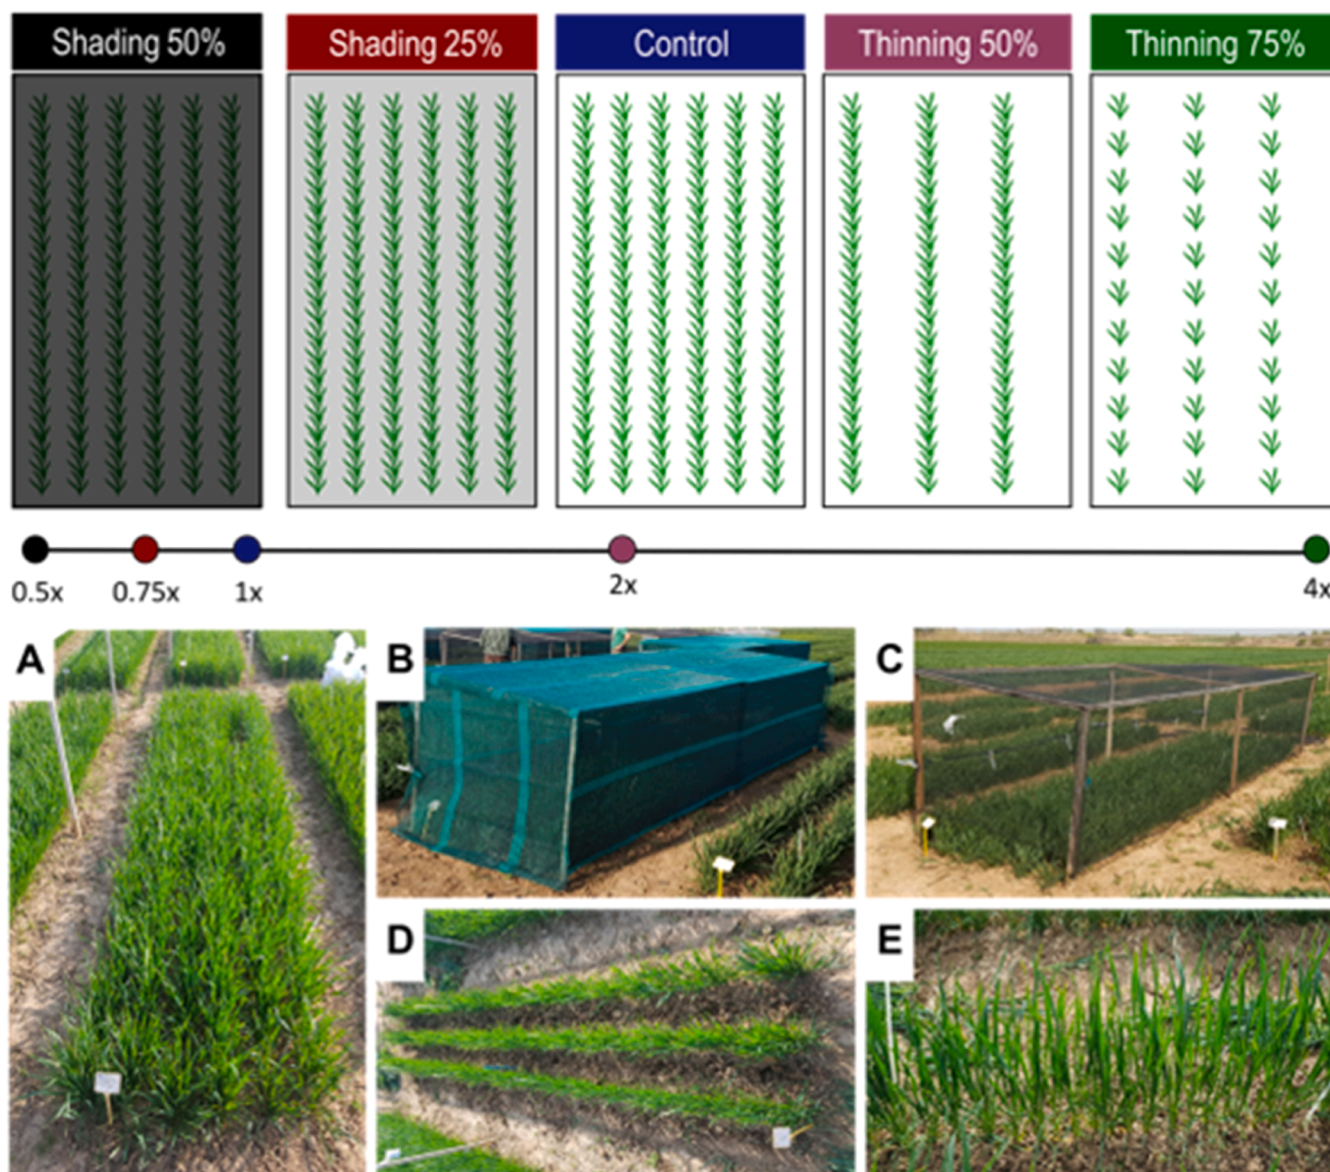 Shading 50% Shading 25% Control Thinning 50% Thinning 75%
0.5x 0.75x 1x 2x 4x
A B C
D E